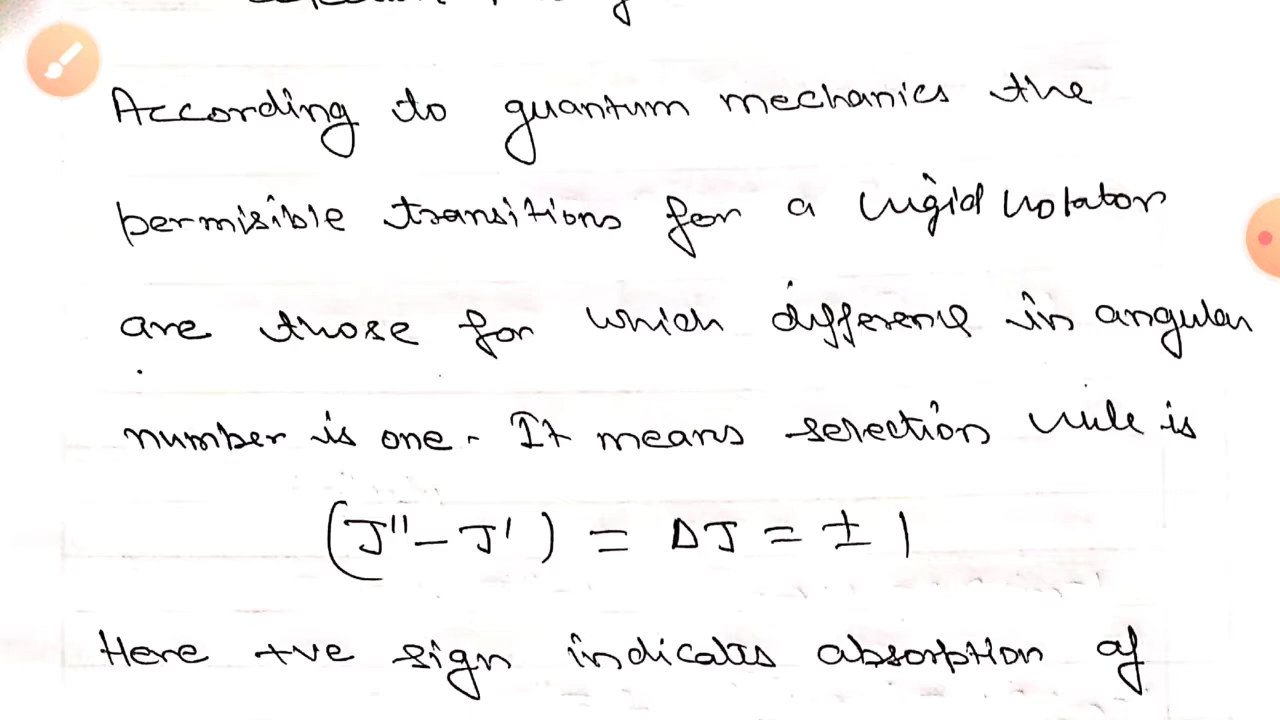 According to quantum mechanics the
permisible transitions for a rigid rotator
are those for which difference in angular
number is one. It means selection rule is
(J'' - J') = ΔJ = ± 1
Here +ve sign indicates absorption of